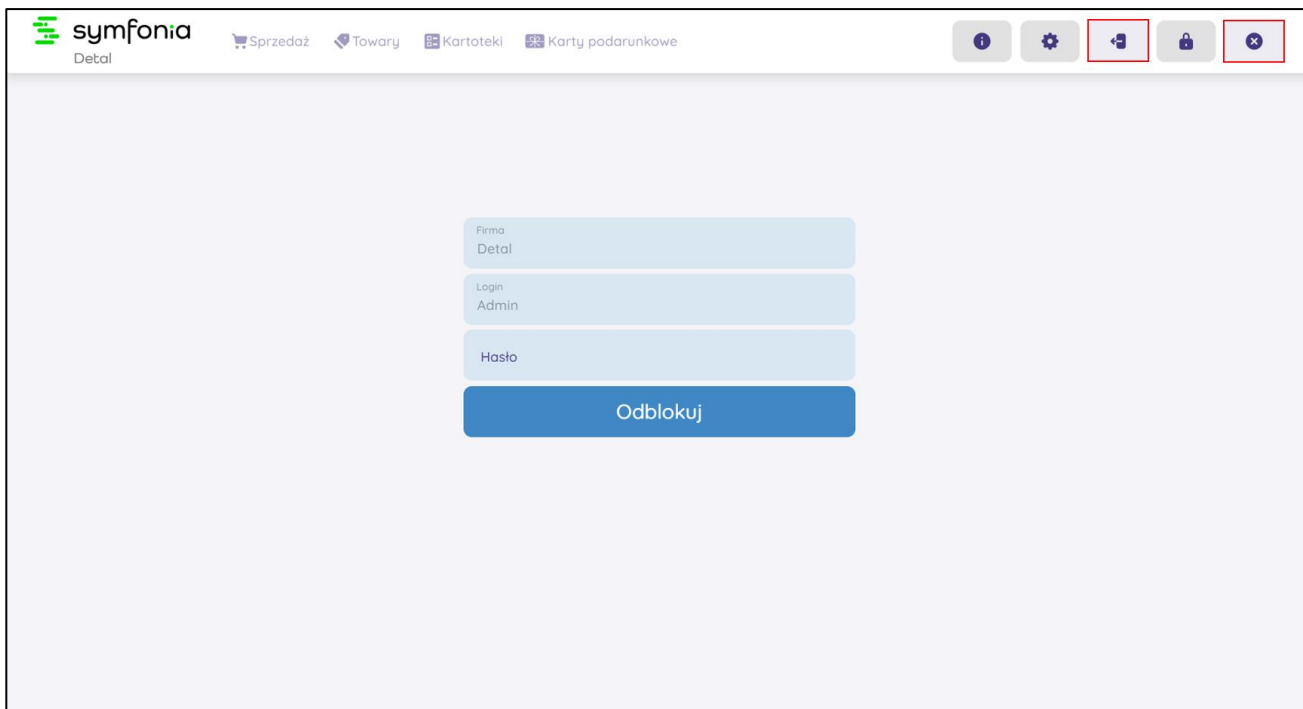 symfonia
Detal
Sprzedaż Towary Kartoteki Karty podarunkowe
Firma
Detal
Login
Admin
Hasło
Odblokuj